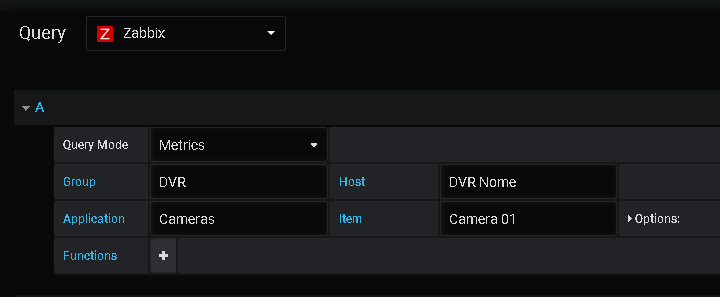 Query Z Zabbix
A
Query Mode Metrics
Group DVR Host DVR Nome
Application Cameras Item Camera 01 Options:
Functions +